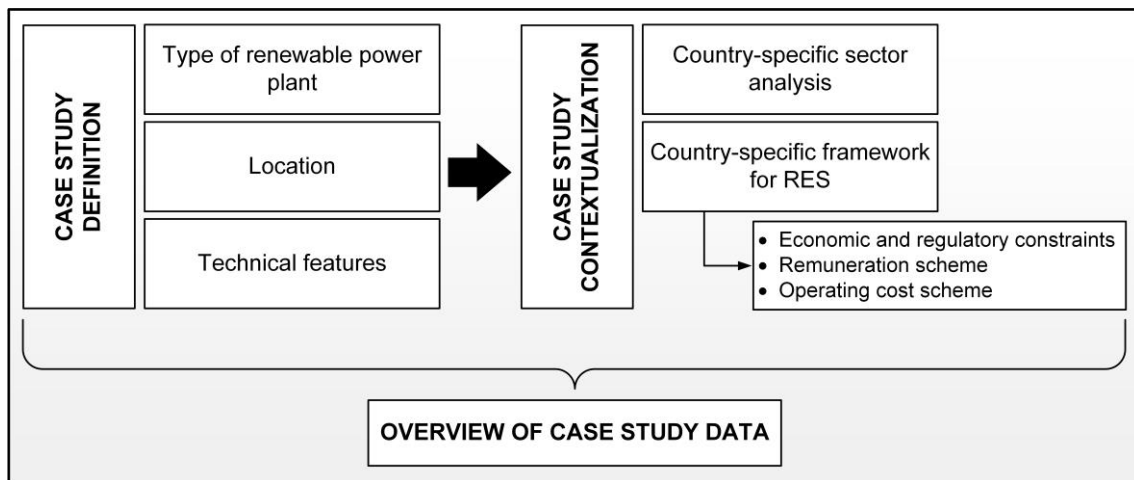 CASE STUDY
DEFINITION
Type of renewable power
plant
Location
Technical features
CASE STUDY
CONTEXTUALIZATION
Country-specific sector
analysis
Country-specific framework
for RES
• Economic and regulatory constraints
• Remuneration scheme
• Operating cost scheme
OVERVIEW OF CASE STUDY DATA